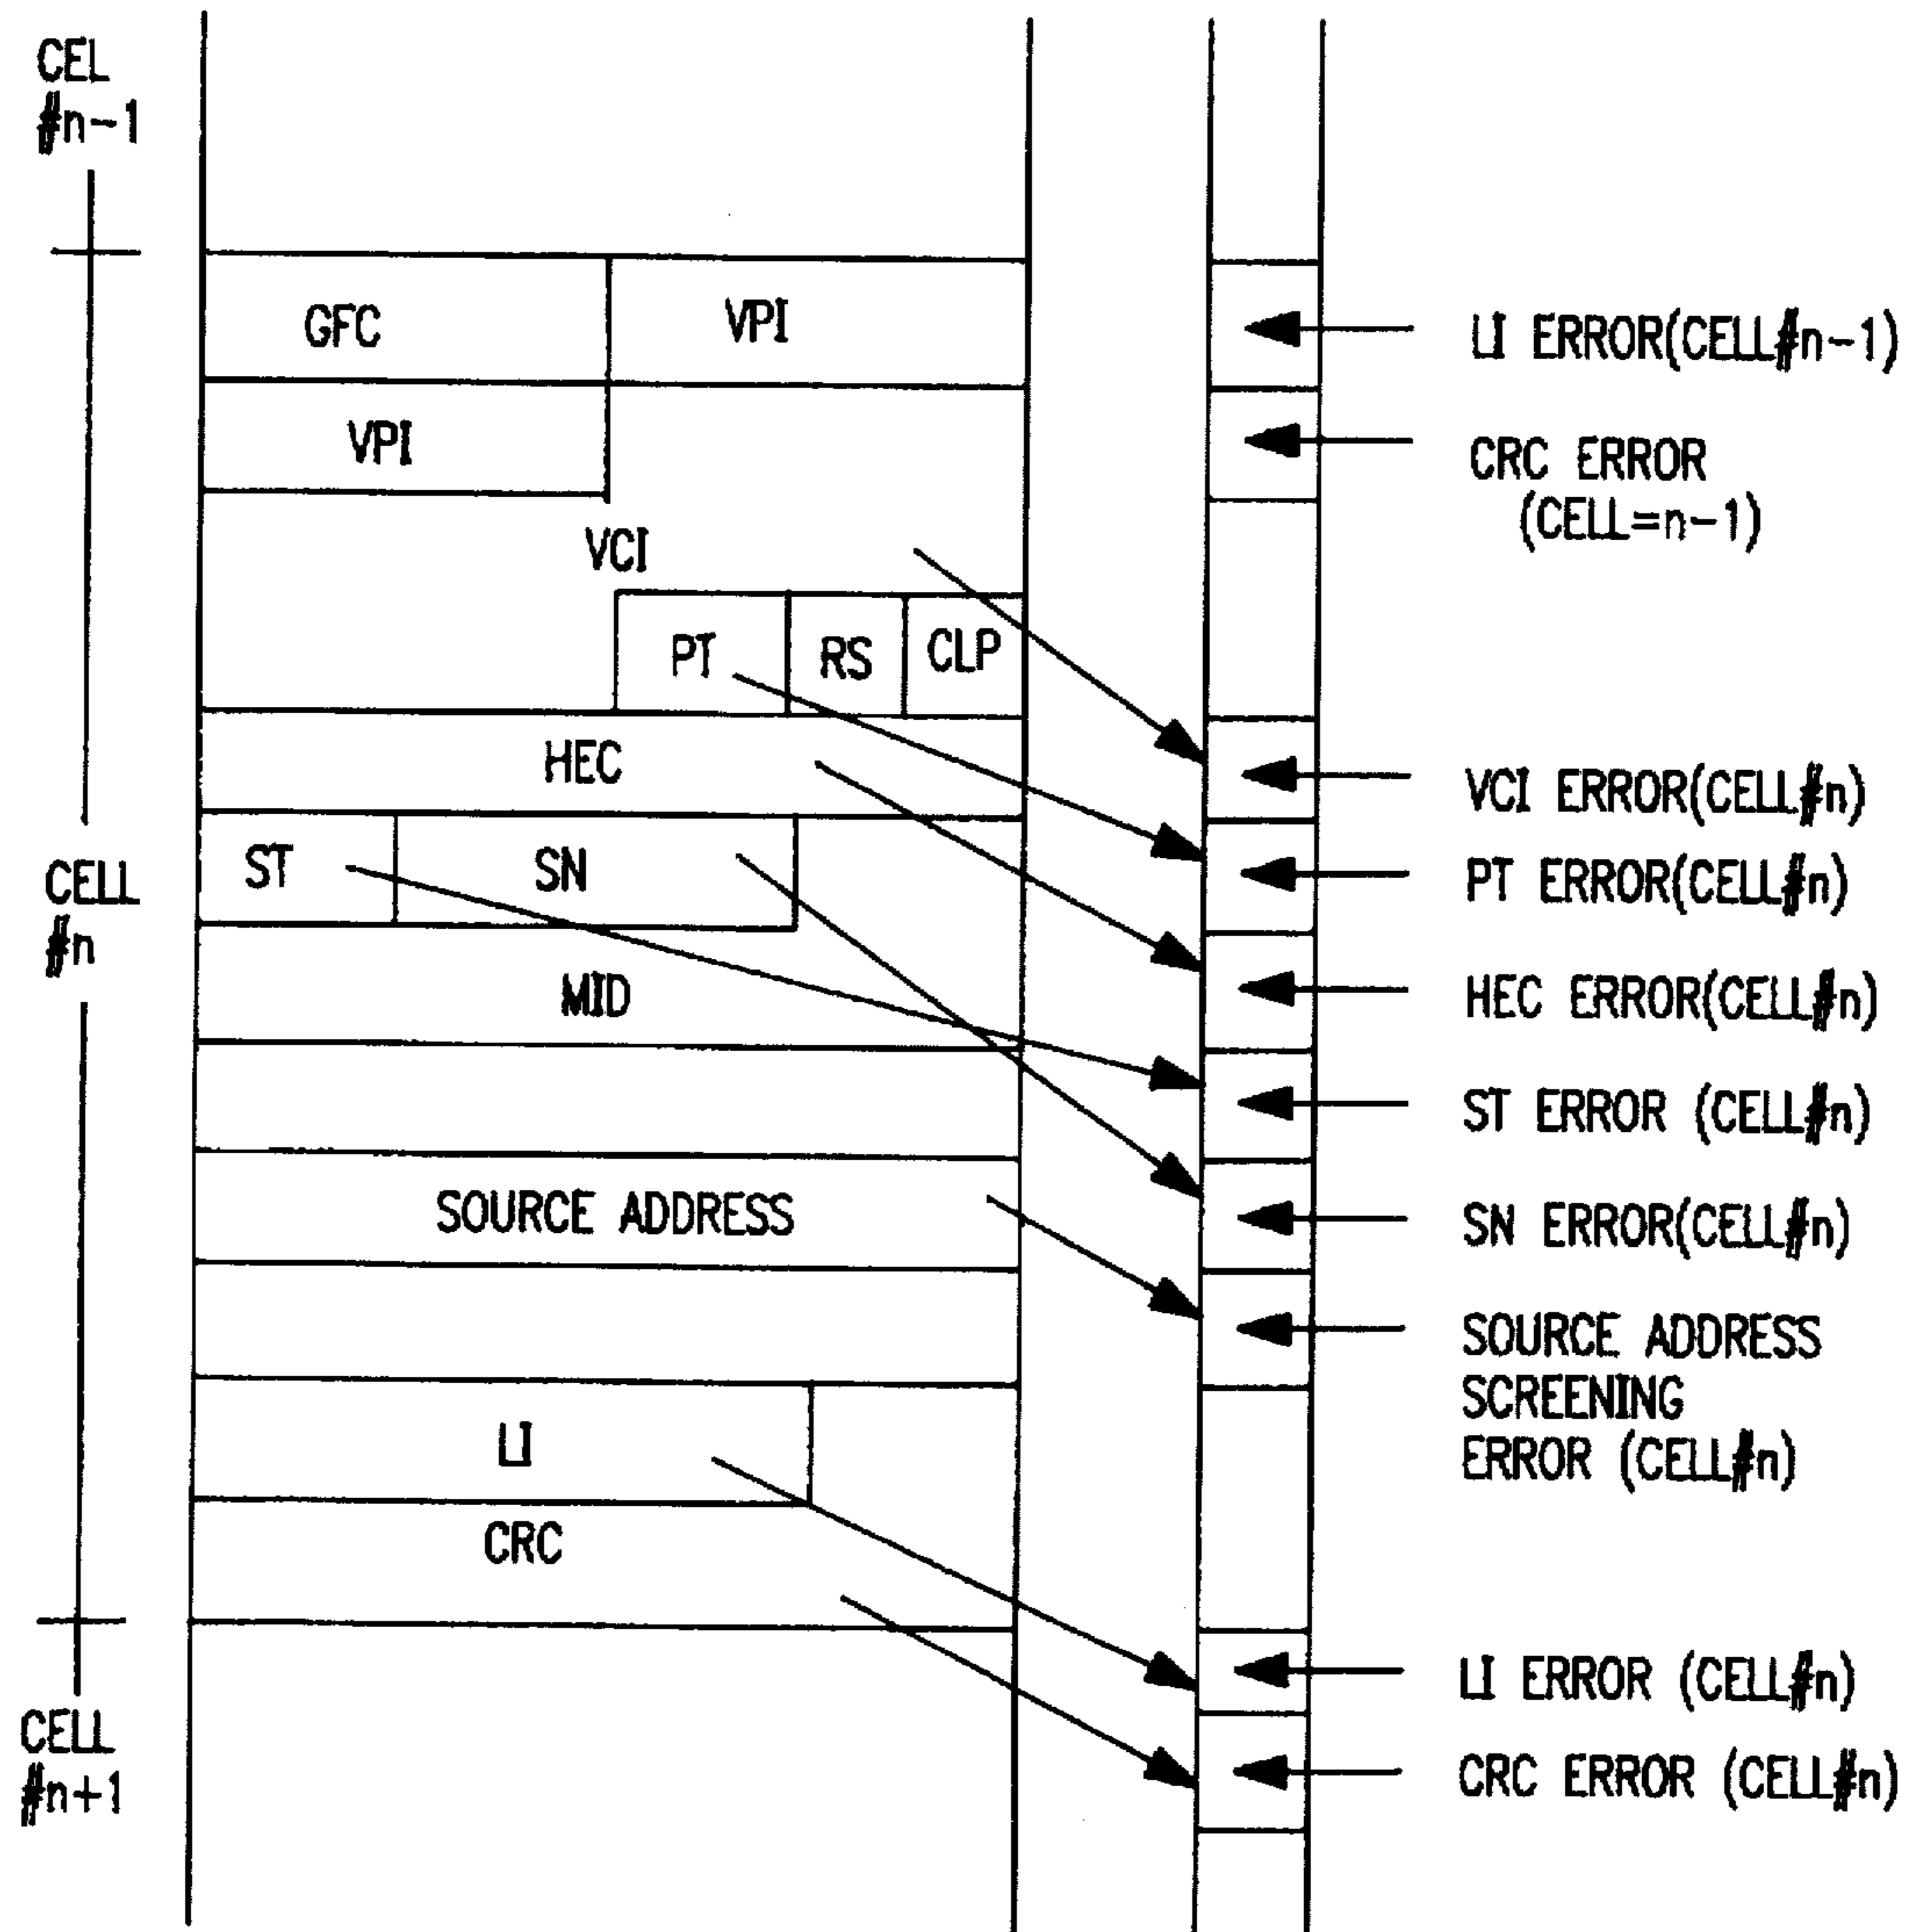 CEL
#n-1
GFC
VPI
LI ERROR(CELL#n-1)
VPI
CRC ERROR
(CELL=n-1)
VCI
PT
RS
CLP
HEC
VCI ERROR(CELL#n)
CELL
#n
ST
SN
PT ERROR(CELL#n)
MID
HEC ERROR(CELL#n)
ST ERROR (CELL#n)
SOURCE ADDRESS
SN ERROR(CELL#n)
SOURCE ADDRESS
SCREENING
ERROR (CELL#n)
LI
CRC
LI ERROR (CELL#n)
CELL
#n+1
CRC ERROR (CELL#n)